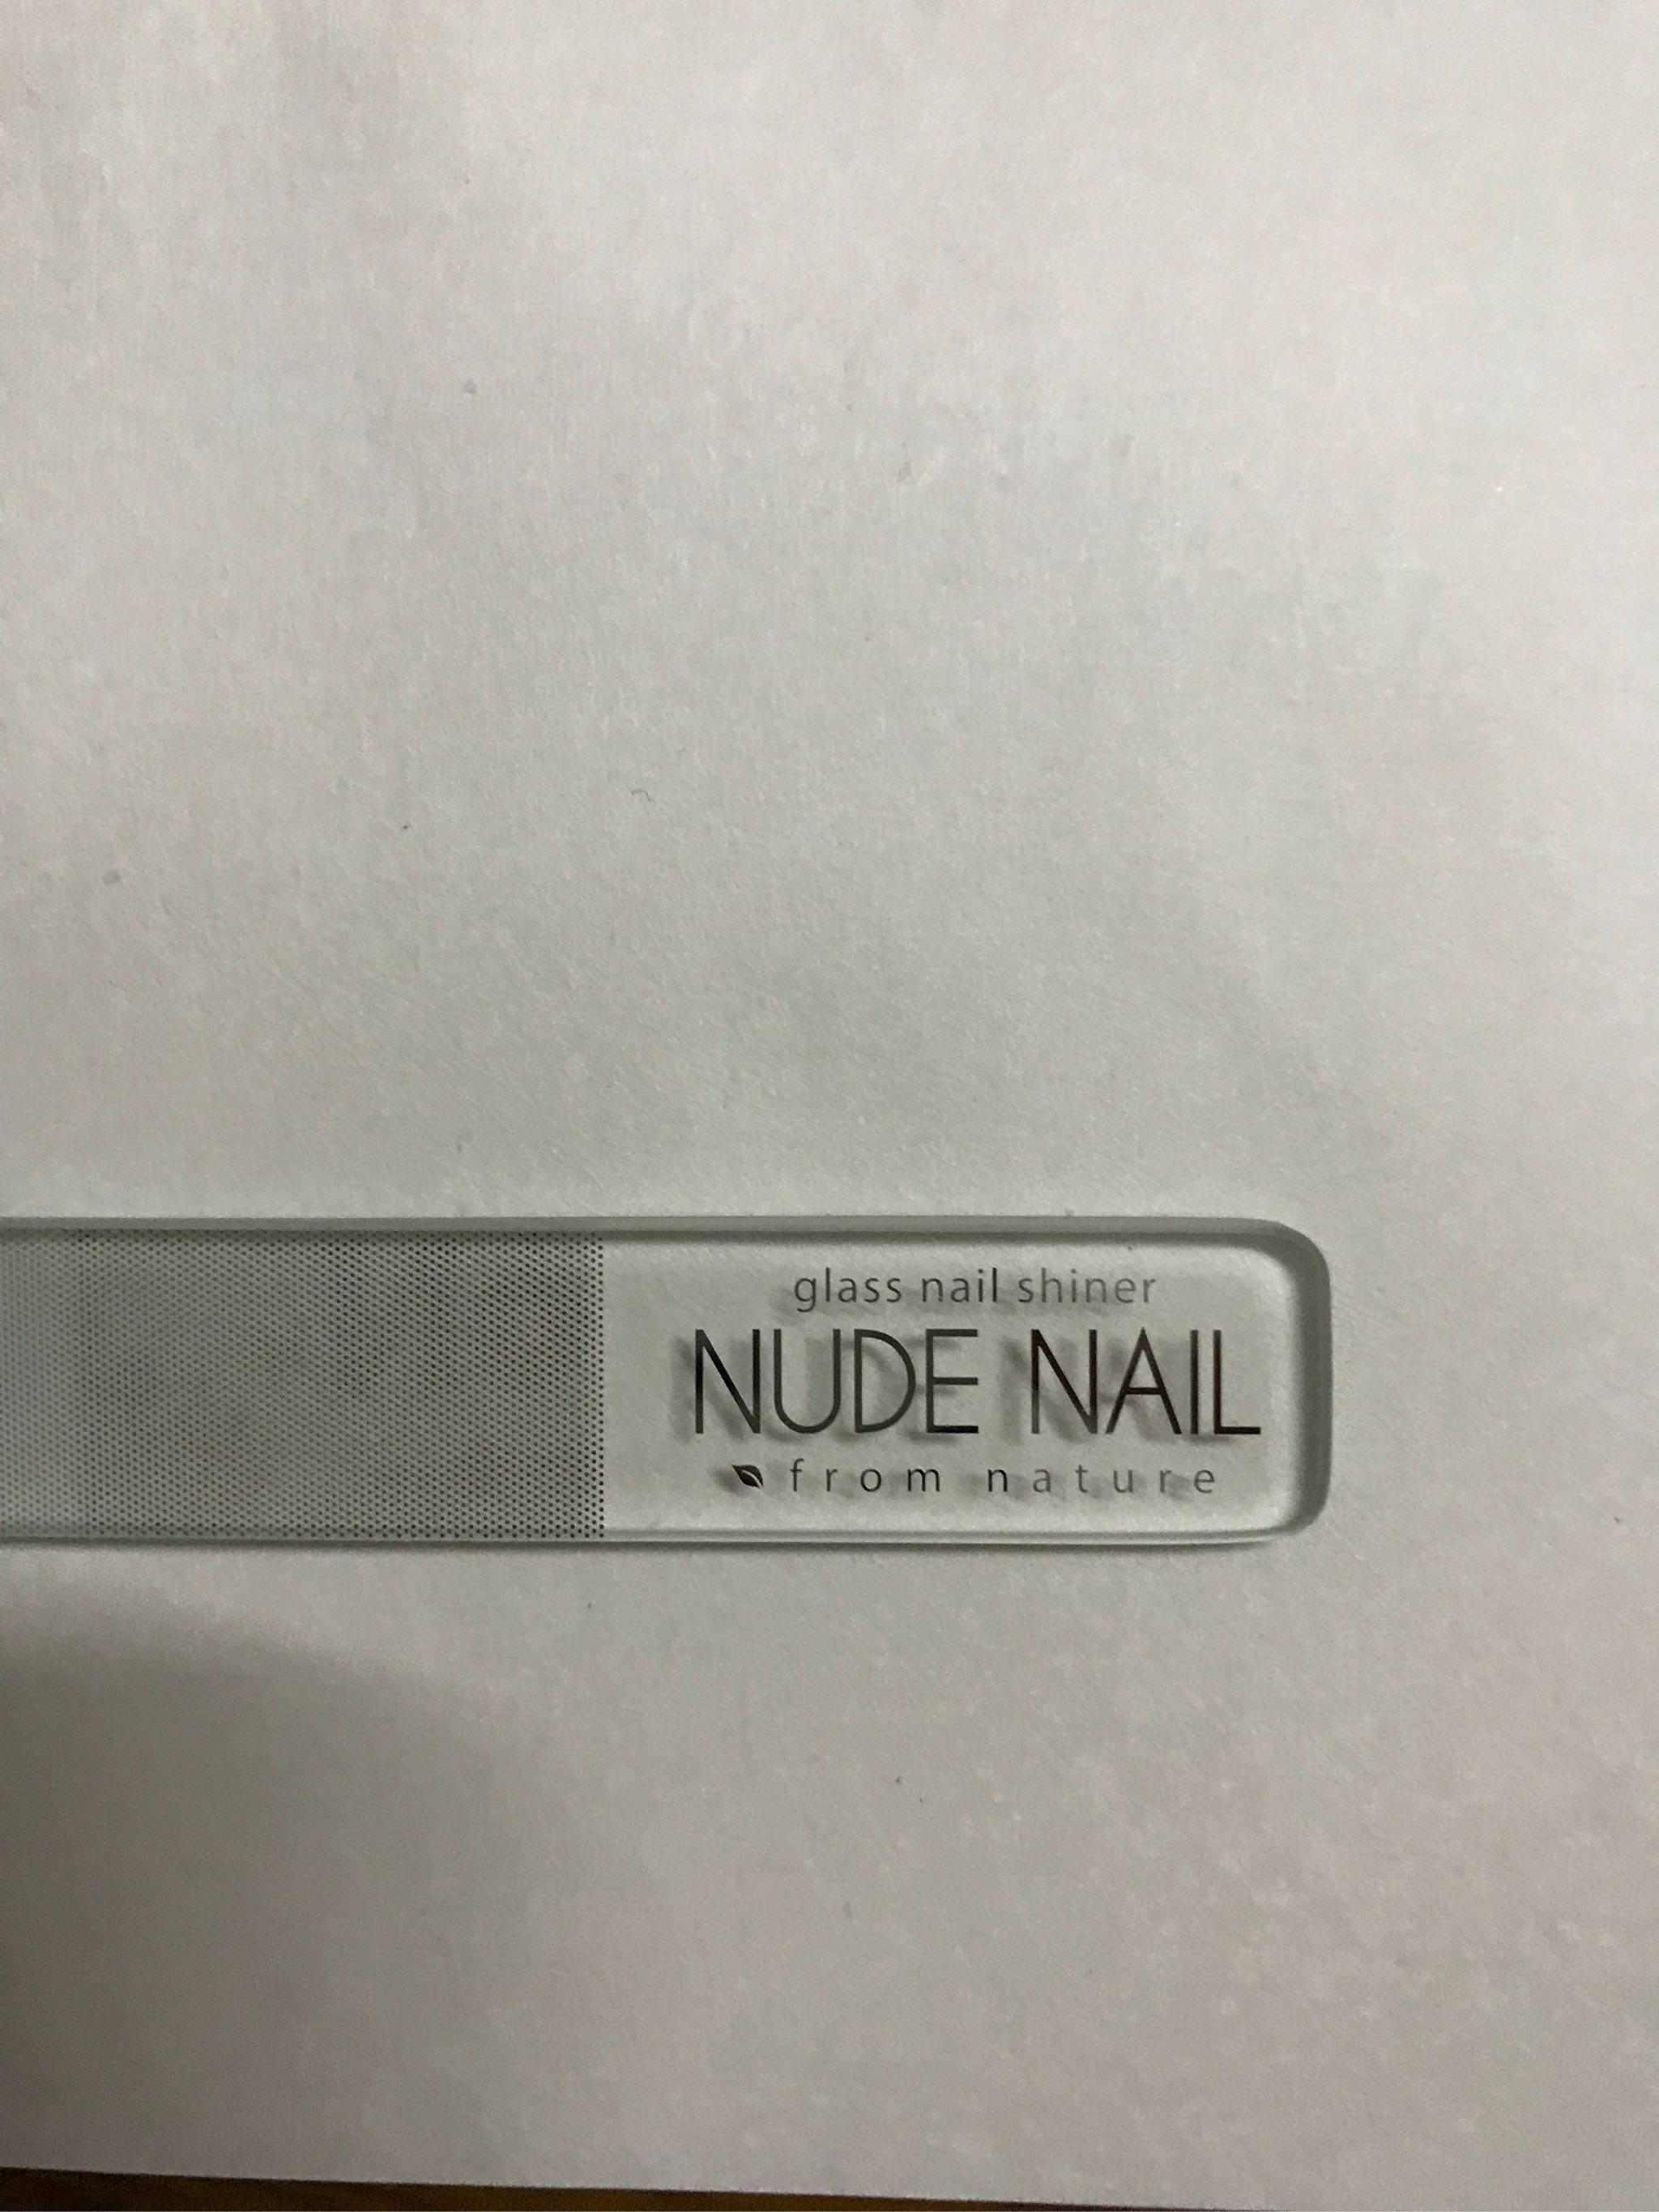 glass nail shiner
NUDE NAIL
from nature